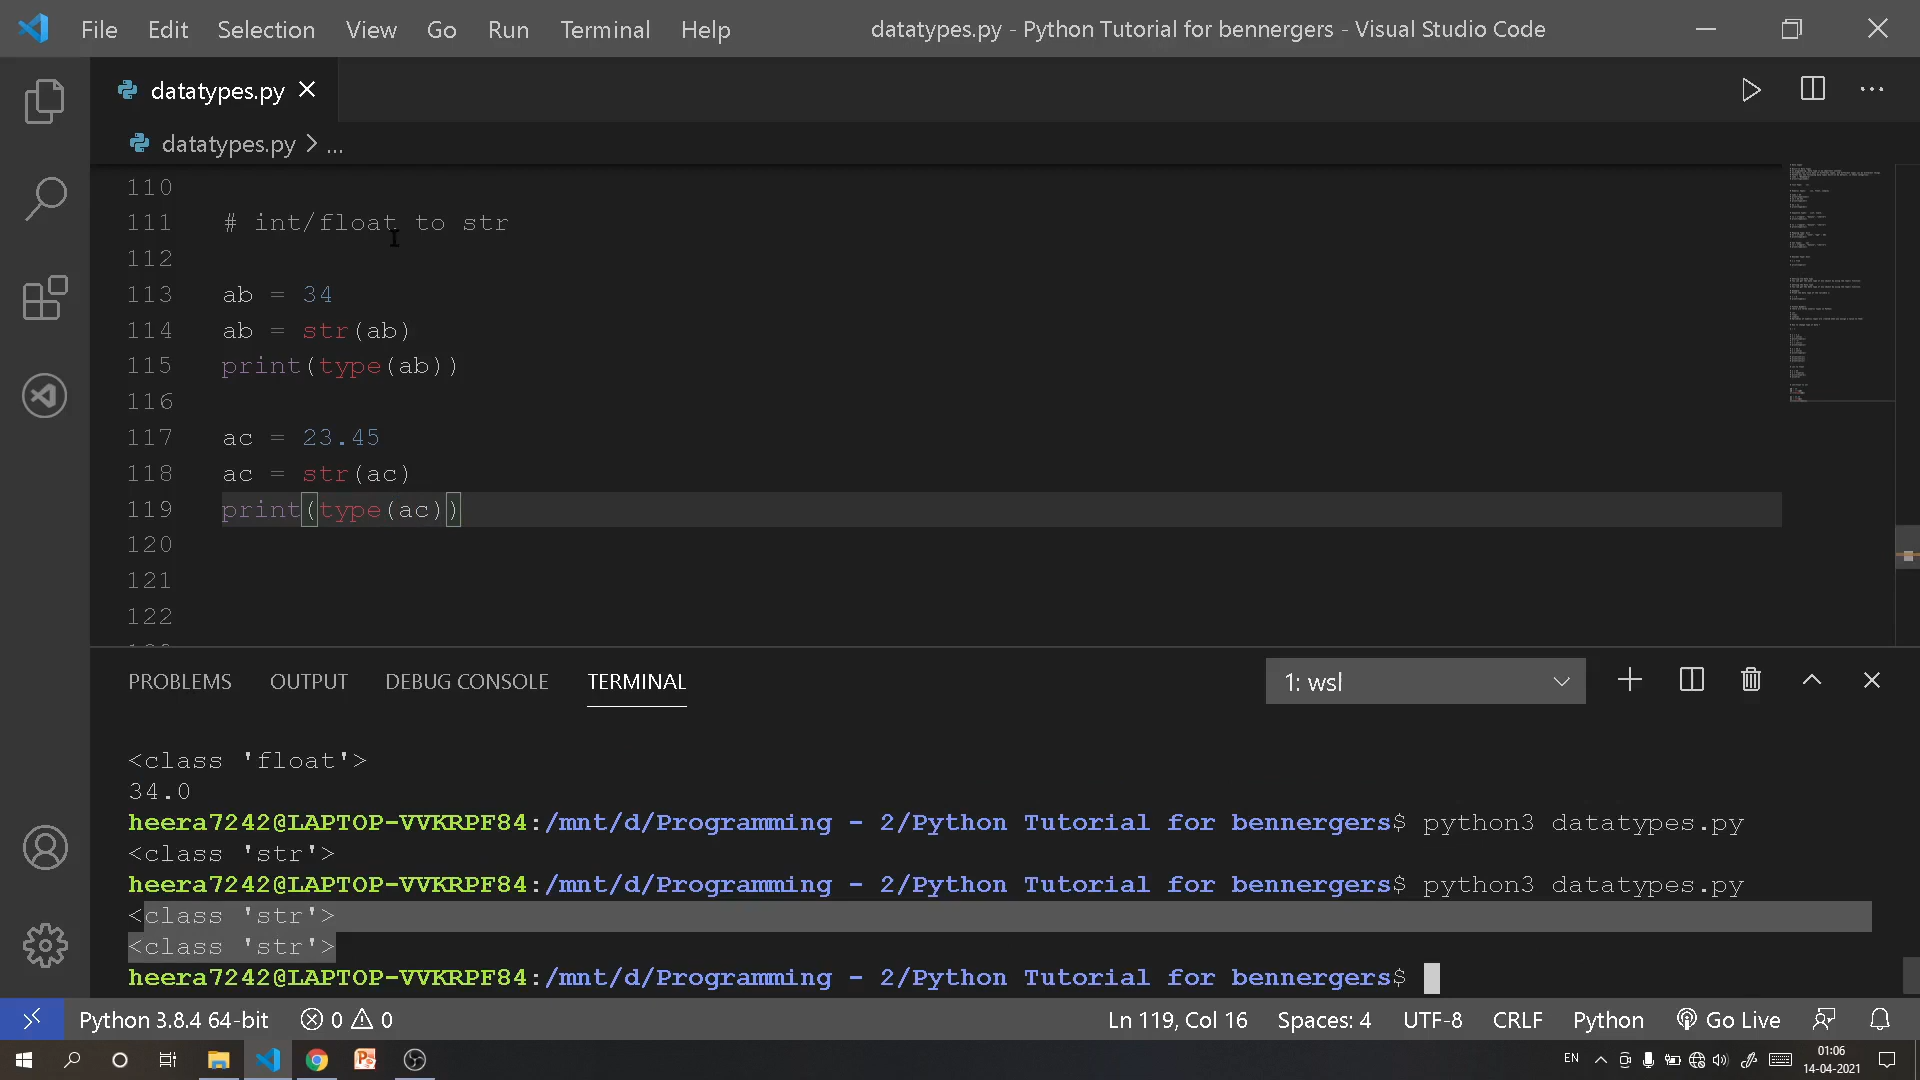 File Edit Selection View Go Run Terminal Help datatypes.py - Python Tutorial for bennergers - Visual Studio Code
datatypes.py
datatypes.py > ...
110
111 # int/float to str
112
113 ab = 34
114 ab = str(ab)
115 print(type(ab))
116
117 ac = 23.45
118 ac = str(ac)
119 print(type(ac))
120
121
122
PROBLEMS OUTPUT DEBUG CONSOLE TERMINAL 1: wsl
<class 'float'>
34.0
heera7242@LAPTOP-VVKRPF84:/mnt/d/Programming - 2/Python Tutorial for bennergers$ python3 datatypes.py
<class 'str'>
heera7242@LAPTOP-VVKRPF84:/mnt/d/Programming - 2/Python Tutorial for bennergers$ python3 datatypes.py
<class 'str'>
<class 'str'>
heera7242@LAPTOP-VVKRPF84:/mnt/d/Programming - 2/Python Tutorial for bennergers$
Python 3.8.4 64-bit 0 0 Ln 119, Col 16 Spaces: 4 UTF-8 CRLF Python Go Live
EN 01:06
14-04-2021